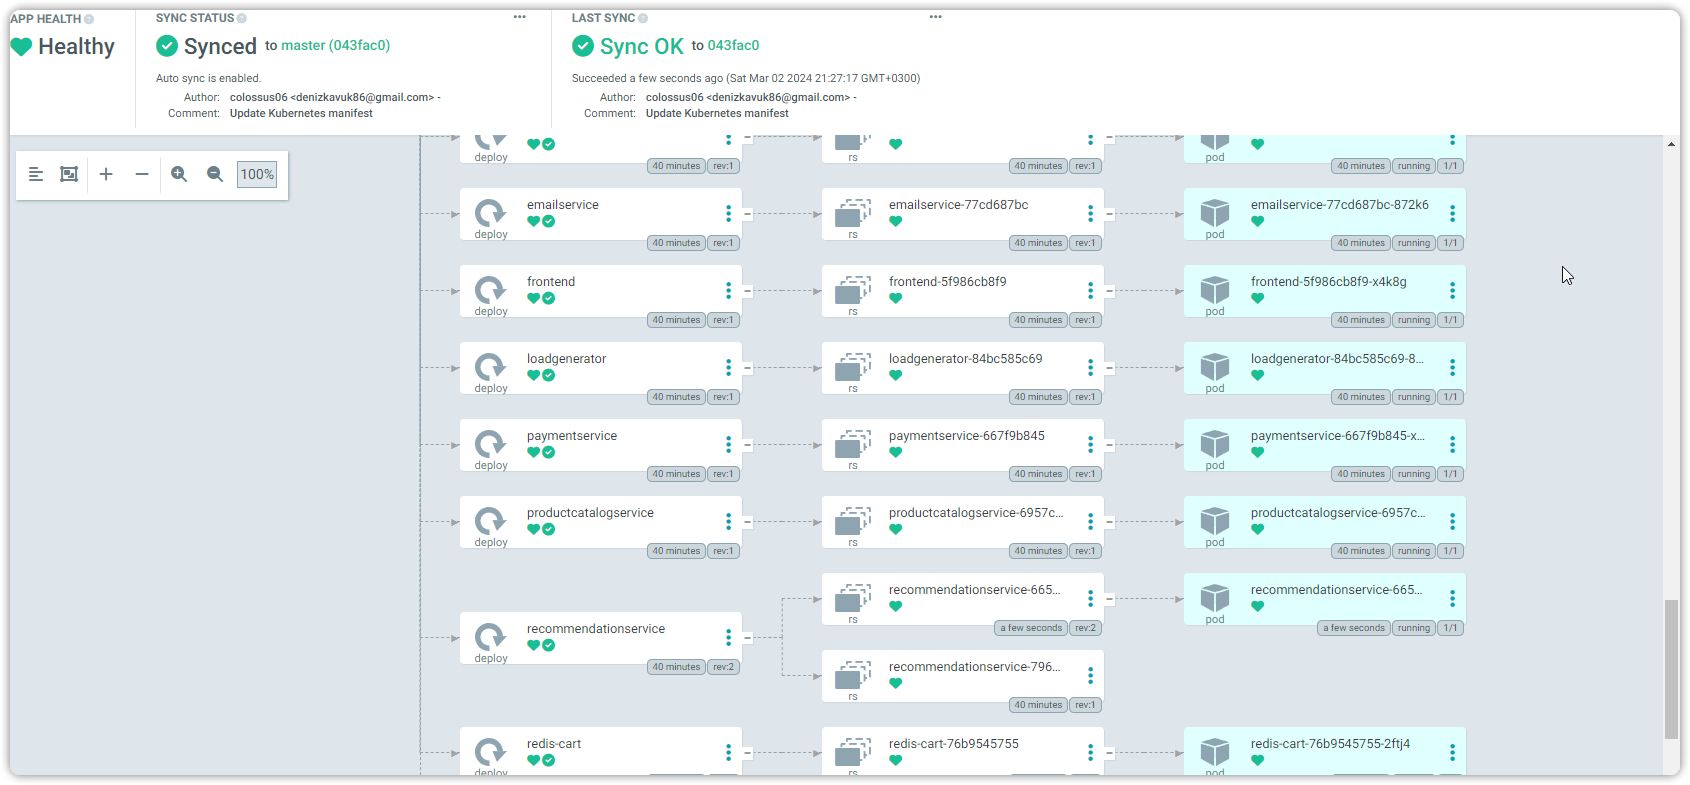 APP HEALTH
Healthy
SYNC STATUS
Synced to master (043fac0)
Auto sync is enabled.
Author: colossus06 <denizkavuk86@gmail.com> -
Comment: Update Kubernetes manifest
LAST SYNC
Sync OK to 043fac0
Succeeded a few seconds ago (Sat Mar 02 2024 21:27:17 GMT+0300)
Author: colossus06 <denizkavuk86@gmail.com> -
Comment: Update Kubernetes manifest
100%
deploy
40 minutes rev:1
rs
40 minutes rev:1
pod
40 minutes running 1/1
emailservice
deploy
40 minutes rev:1
emailservice-77cd687bc
rs
40 minutes rev:1
emailservice-77cd687bc-872k6
pod
40 minutes running 1/1
frontend
deploy
40 minutes rev:1
frontend-5f986cb8f9
rs
40 minutes rev:1
frontend-5f986cb8f9-x4k8g
pod
40 minutes running 1/1
loadgenerator
deploy
40 minutes rev:1
loadgenerator-84bc585c69
rs
40 minutes rev:1
loadgenerator-84bc585c69-8...
pod
40 minutes running 1/1
paymentservice
deploy
40 minutes rev:1
paymentservice-667f9b845
rs
40 minutes rev:1
paymentservice-667f9b845-x...
pod
40 minutes running 1/1
productcatalogservice
deploy
40 minutes rev:1
productcatalogservice-6957c...
rs
40 minutes rev:1
productcatalogservice-6957c...
pod
40 minutes running 1/1
recommendationservice
deploy
40 minutes rev:2
recommendationservice-665...
rs
a few seconds rev:2
recommendationservice-665...
pod
a few seconds running 1/1
recommendationservice-796...
rs
40 minutes rev:1
redis-cart
deploy
redis-cart-76b9545755
rs
redis-cart-76b9545755-2ftj4
pod